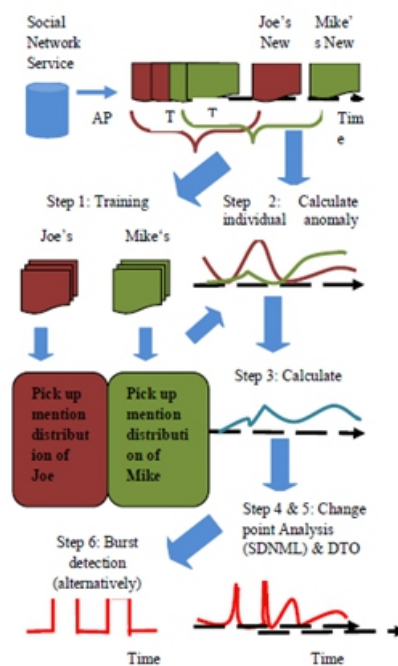 Social
Network
Service
Joe's
New
Mike'
s New
AP
T
T
Tim
e
Step 1: Training
Step 2: Calculate
individual anomaly
Joe's
Mike's
Step 3: Calculate
Pick up
mention
distribut
ion of
Joe
Pick up
mention
distributi
on of
Mike
Step 4 & 5: Change
point Analysis
(SDNML) & DTO
Step 6: Burst
detection
(alternatively)
Time
Time